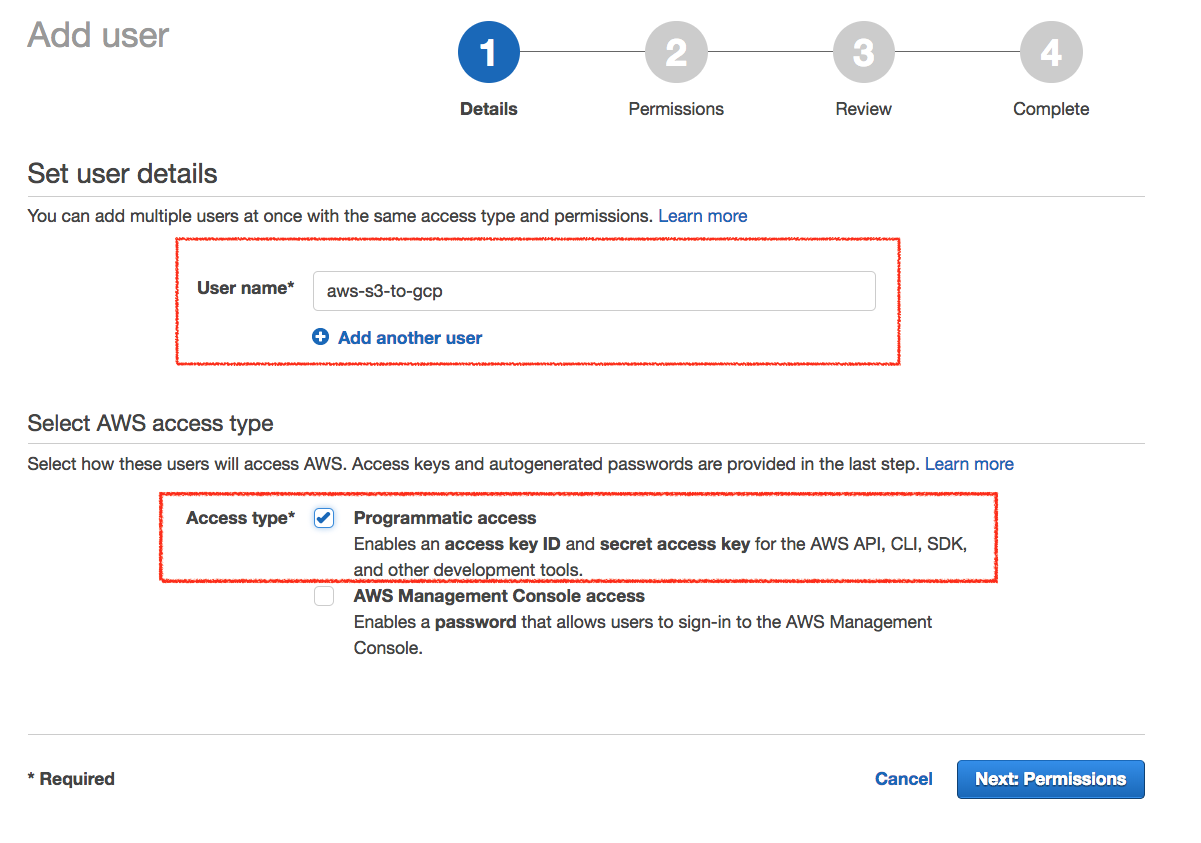 Add user
1
2
3
4
Details
Permissions
Review
Complete
Set user details
You can add multiple users at once with the same access type and permissions. Learn more
User name*
aws-s3-to-gcp
Add another user
Select AWS access type
Select how these users will access AWS. Access keys and autogenerated passwords are provided in the last step. Learn more
Access type*
Programmatic access
Enables an access key ID and secret access key for the AWS API, CLI, SDK,
and other development tools.
AWS Management Console access
Enables a password that allows users to sign-in to the AWS Management
Console.
* Required
Cancel
Next: Permissions